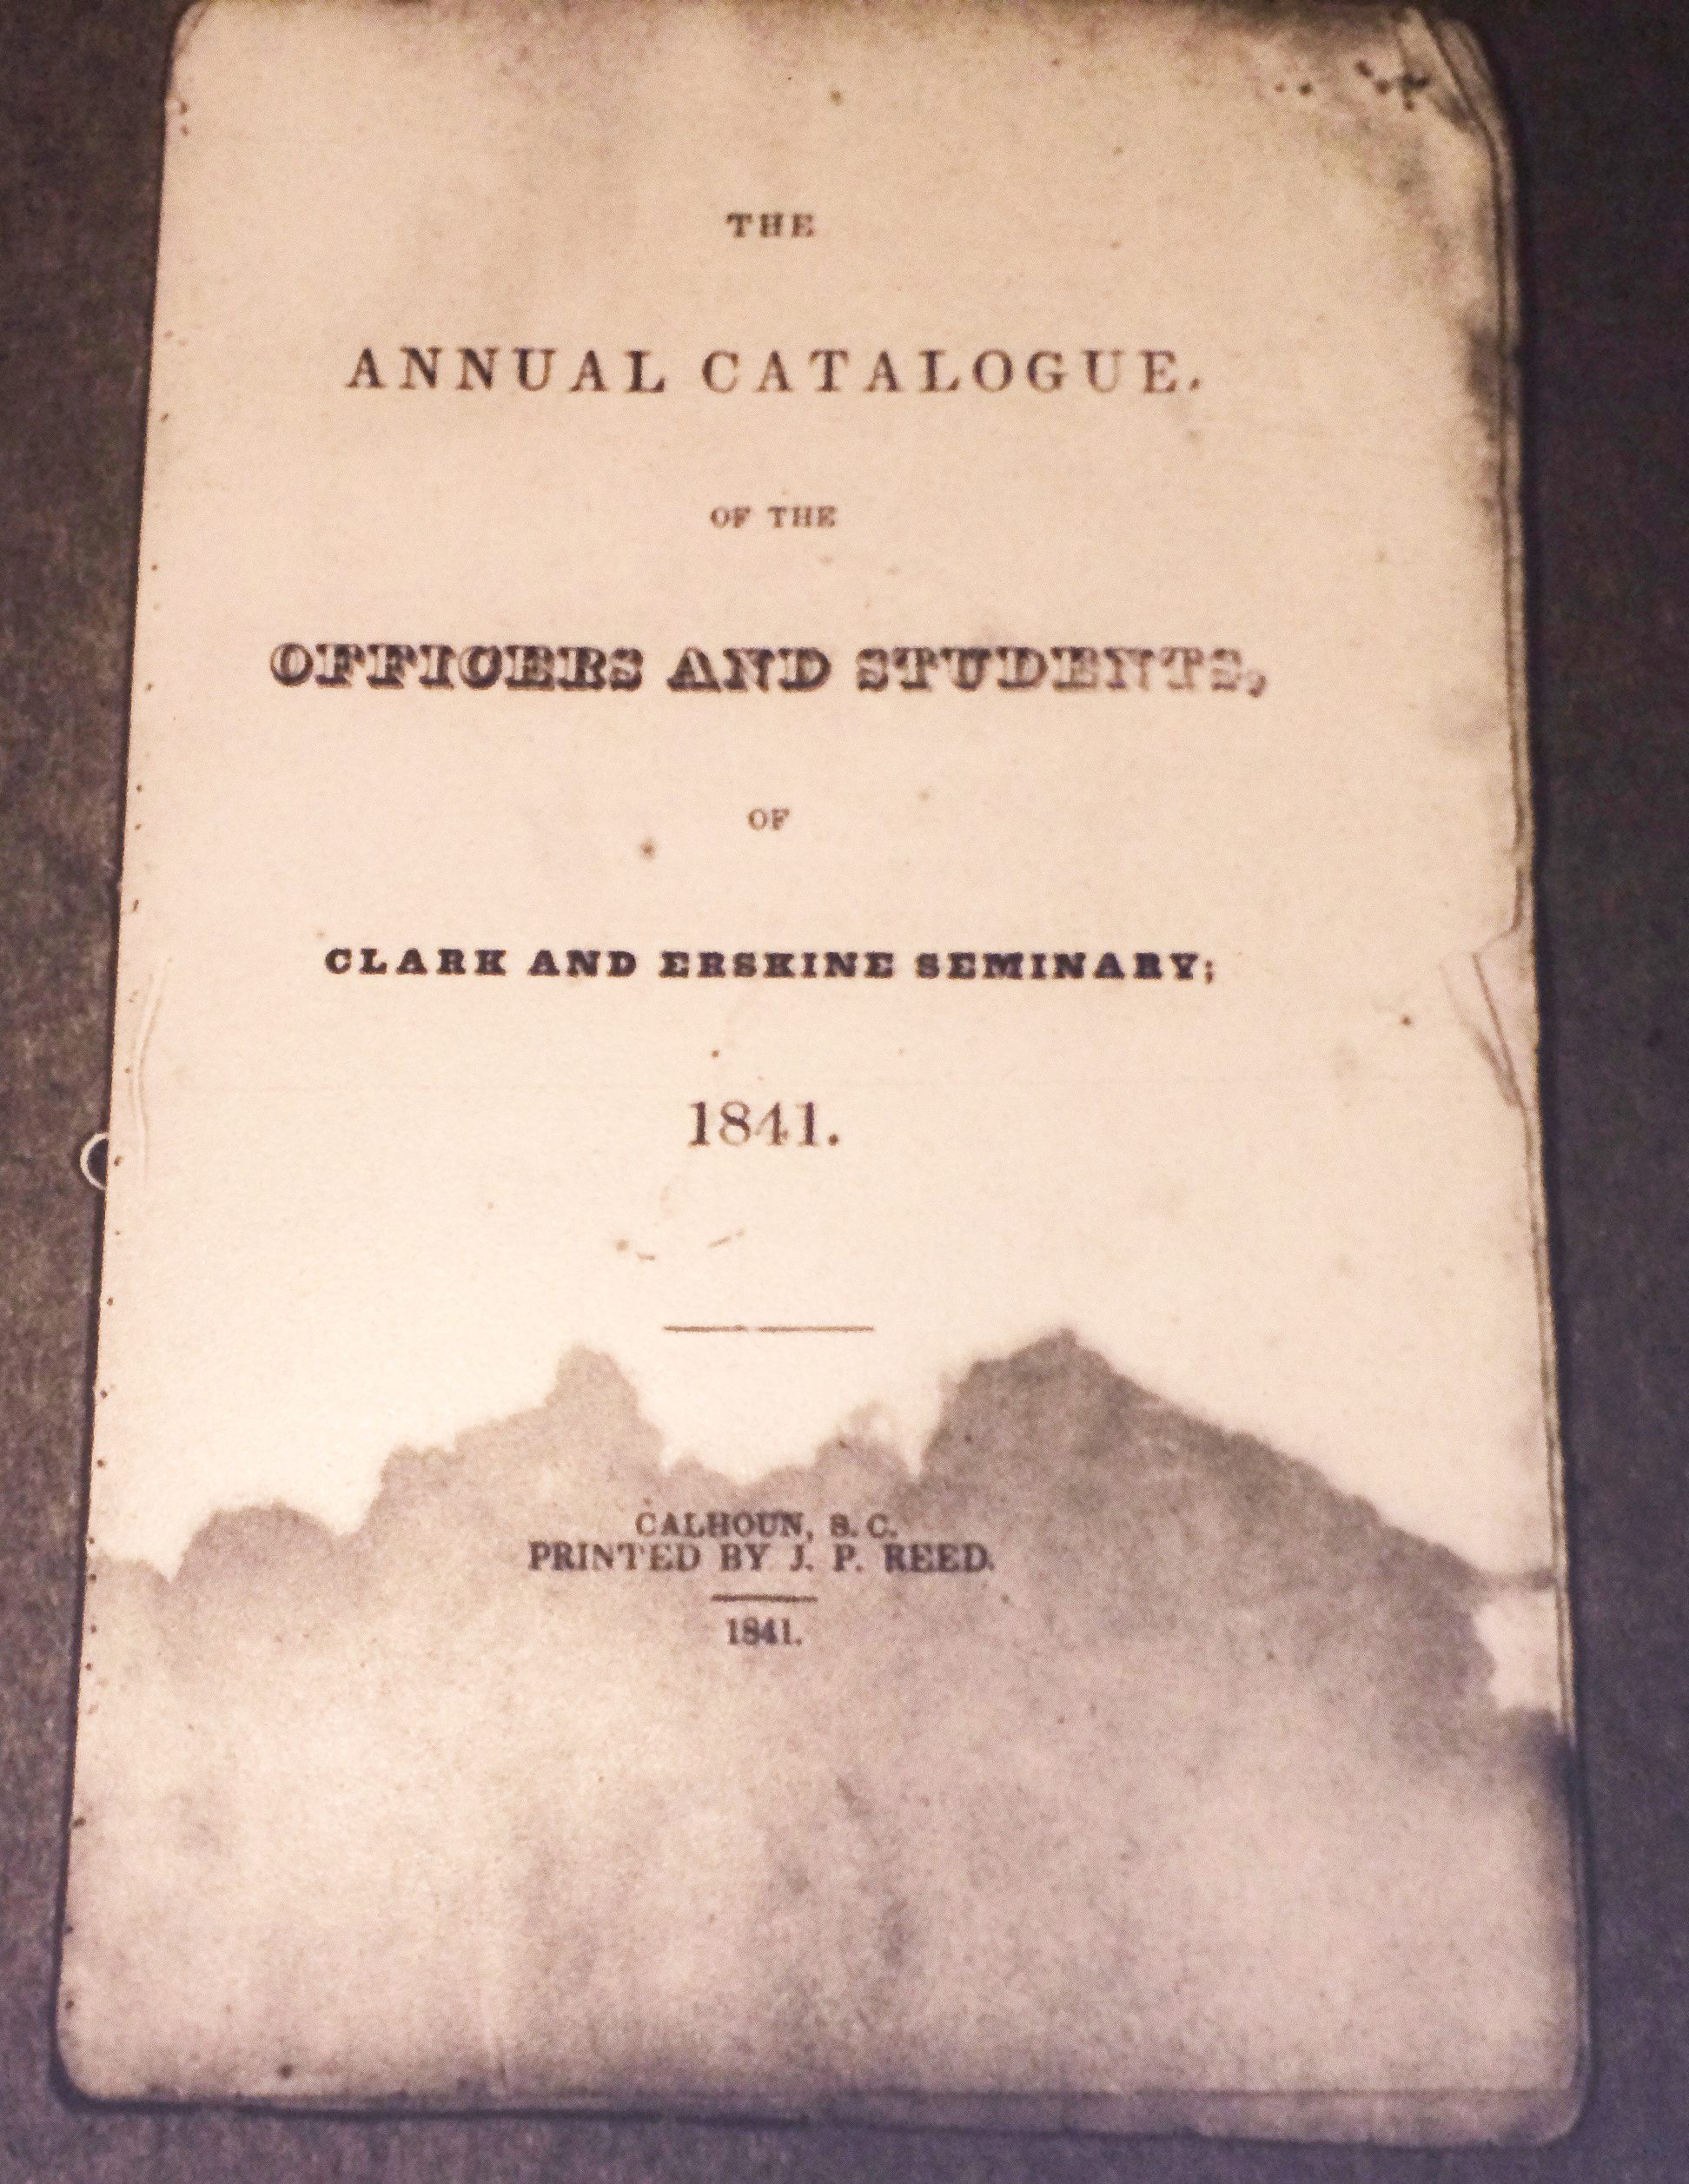 THE
ANNUAL CATALOGUE.
OF THE
OFFICERS AND STUDENTS,
OF
CLARK AND ERSKINE SEMINARY;
1841.
CALHOUN, S. C.
PRINTED BY J. P. REED.
1841.